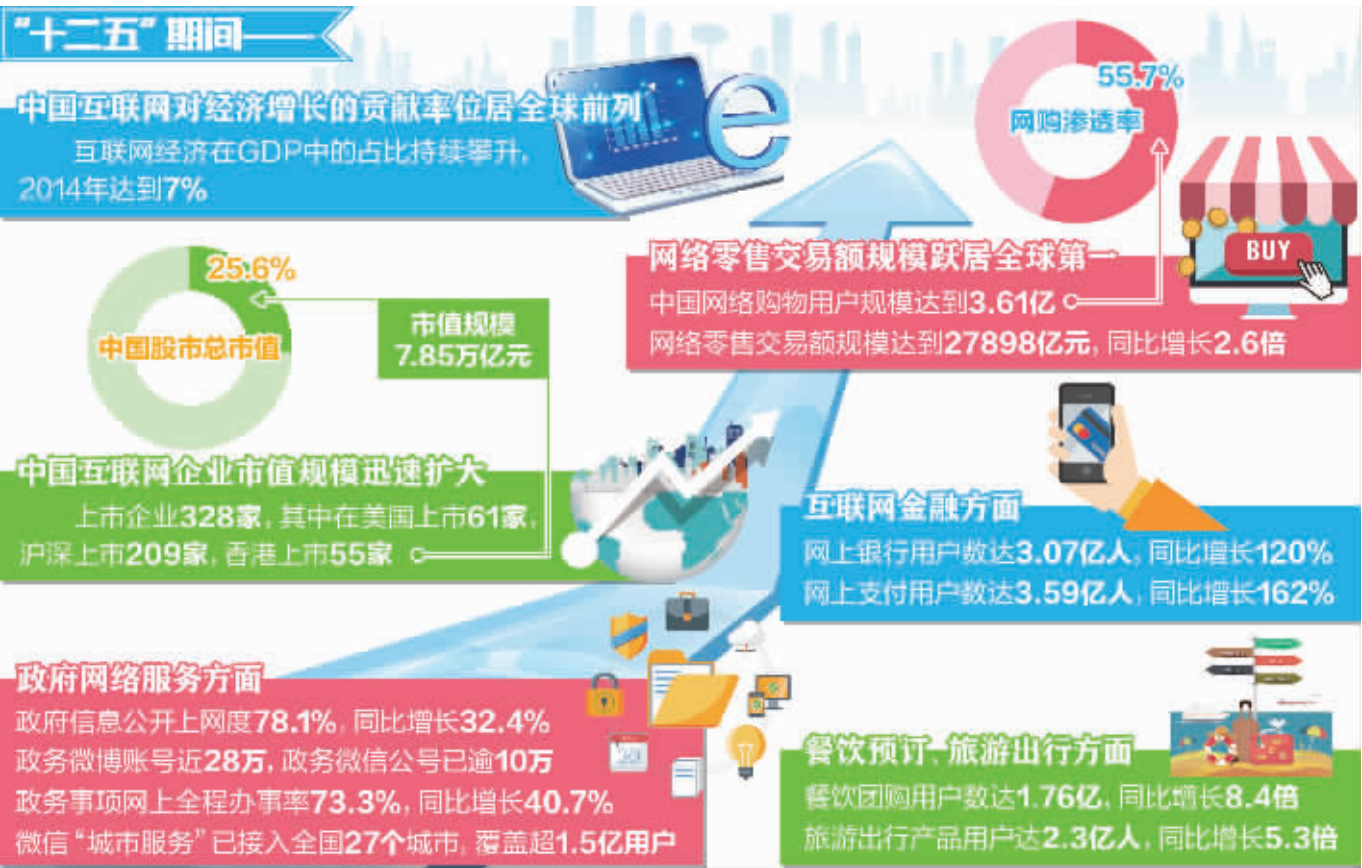 “十二五”期间
中国互联网对经济增长的贡献率位居全球前列
互联网经济在GDP中的占比持续攀升,
2014年达到7%
55.7%
网购渗透率
BUY
网络零售交易额规模跃居全球第一
中国网络购物用户规模达到3.61亿
网络零售交易额规模达到27898亿元, 同比增长2.6倍
25.6%
中国股市总市值
市值规模
7.85万亿元
中国互联网企业市值规模迅速扩大
上市企业328家, 其中在美国上市61家,
沪深上市209家, 香港上市55家
互联网金融方面
网上银行用户数达3.07亿人, 同比增长120%
网上支付用户数达3.59亿人, 同比增长162%
政府网络服务方面
政府信息公开上网度78.1%, 同比增长32.4%
政务微博账号近28万, 政务微信公号已逾10万
政务事项网上全程办事率73.3%, 同比增长40.7%
微信“城市服务”已接入全国27个城市, 覆盖超1.5亿用户
餐饮预订、旅游出行方面
餐饮团购用户数达1.76亿, 同比增长8.4倍
旅游出行产品用户达2.3亿人, 同比增长5.3倍